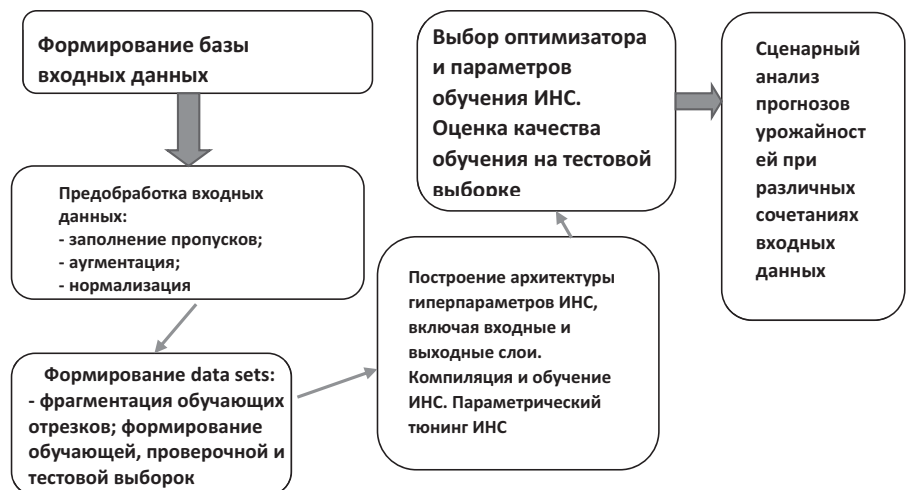 Формирование базы
входных данных
Предобработка входных
данных:
- заполнение пропусков;
- аугментация;
- нормализация
Формирование data sets:
- фрагментация обучающих
отрезков; формирование
обучающей, проверочной и
тестовой выборок
Построение архитектуры
гиперпараметров ИНС,
включая входные и
выходные слои.
Компиляция и обучение
ИНС. Параметрический
тюнинг ИНС
Выбор оптимизатора
и параметров
обучения ИНС.
Оценка качества
обучения на тестовой
выборке
Сценарный
анализ
прогнозов
урожайност
ей при
различных
сочетаниях
входных
данных